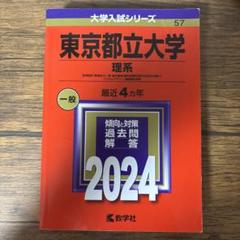 大学入試シリーズ
57
東京都立大学
理系
最近4カ年
一般
傾向と対策
過去問
解答
2024
数学社